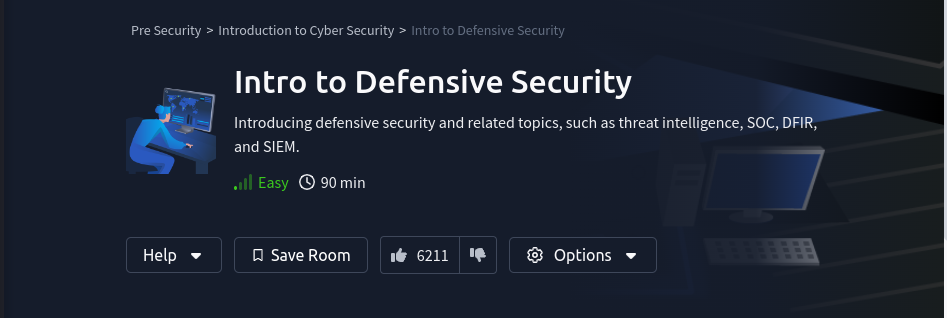 Pre Security > Introduction to Cyber Security > Intro to Defensive Security
Intro to Defensive Security
Introducing defensive security and related topics, such as threat intelligence, SOC, DFIR,
and SIEM.
Easy 90 min
Help Save Room 6211 Options